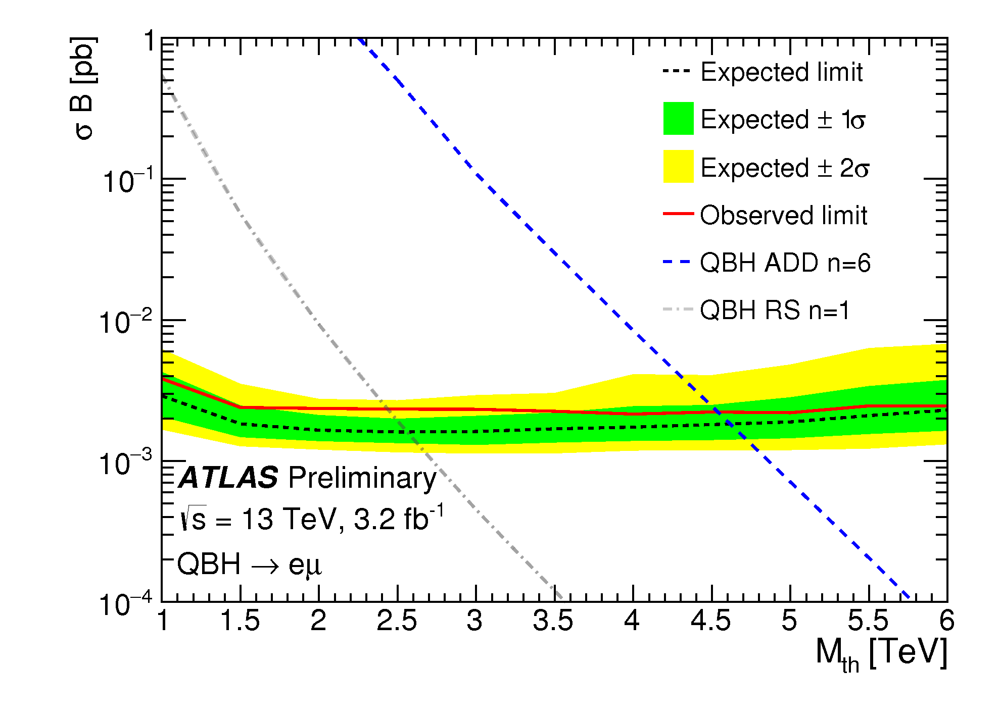 σ B [pb]
1
10⁻¹
10⁻²
10⁻³
10⁻⁴
Expected limit
Expected ± 1σ
Expected ± 2σ
Observed limit
QBH ADD n=6
QBH RS n=1
ATLAS Preliminary
√s = 13 TeV, 3.2 fb⁻¹
QBH → eμ
1 1.5 2 2.5 3 3.5 4 4.5 5 5.5 6
M_th [TeV]